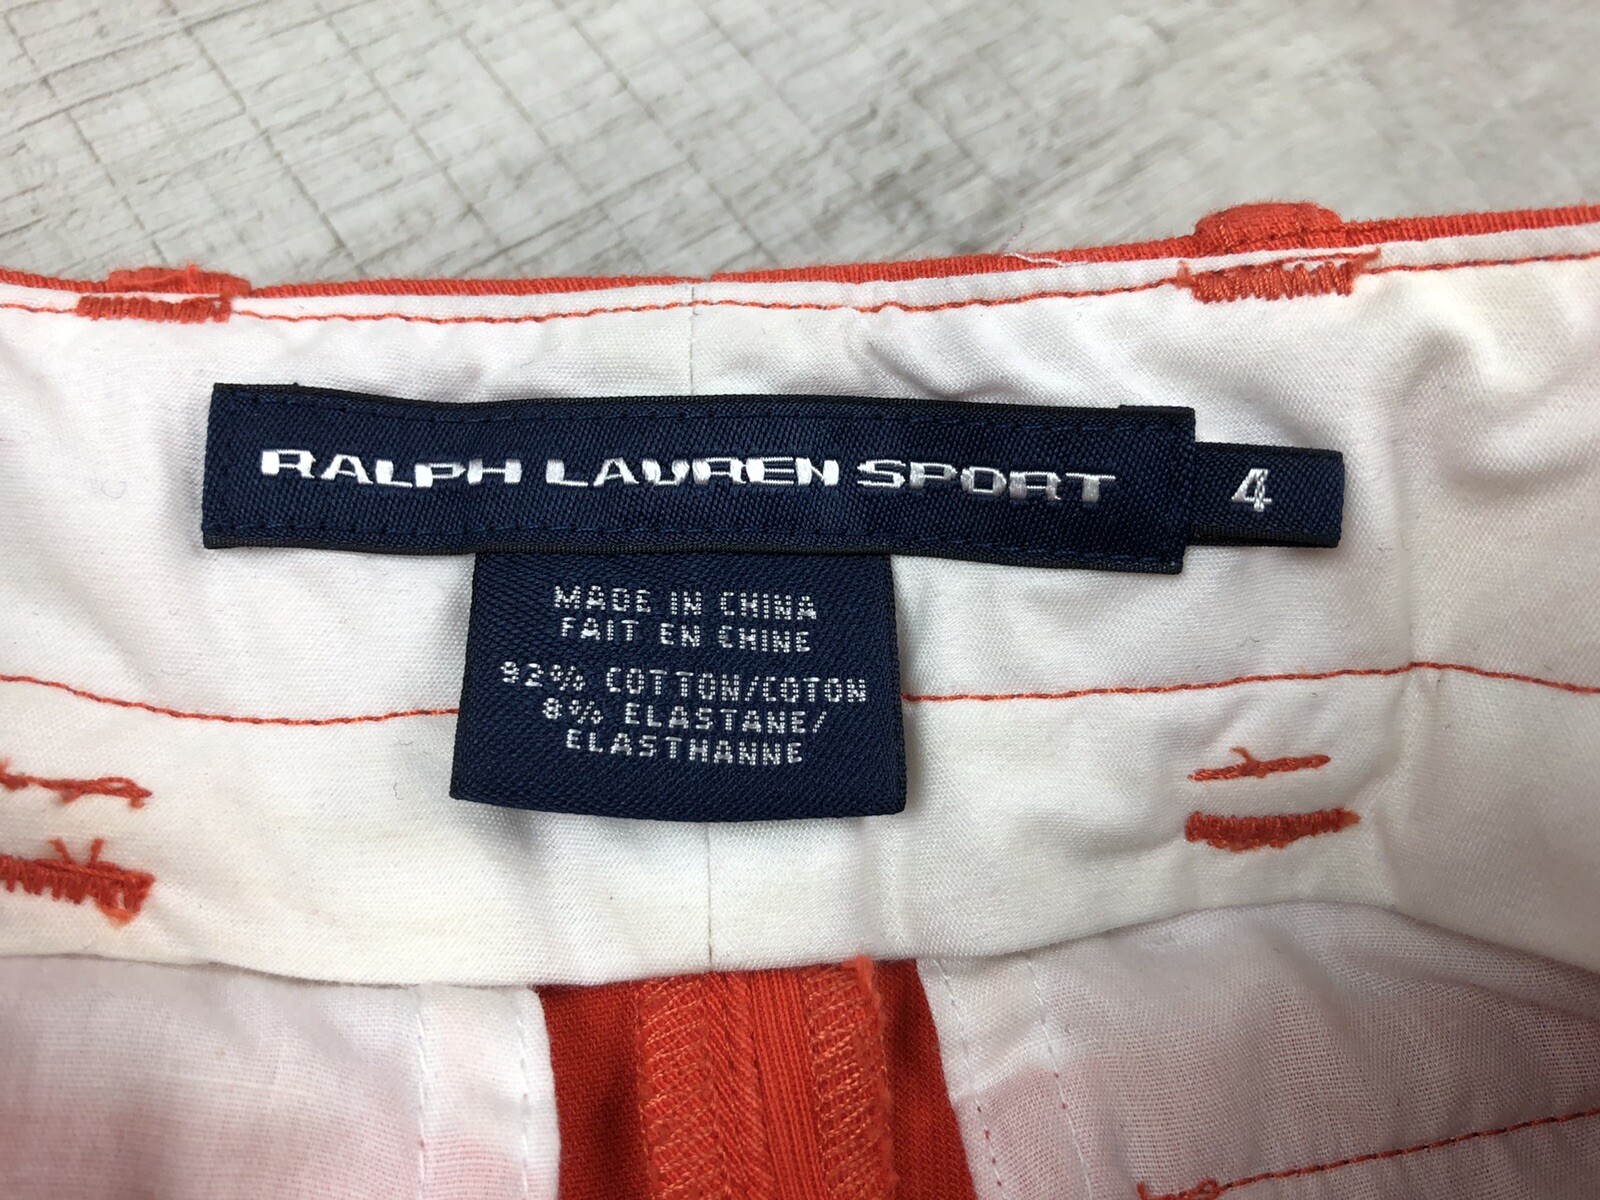 RALPH LAUREN SPORT 4
MADE IN CHINA
FAIT EN CHINE
92% COTTON/COTON
8% ELASTANE/
ELASTHANNE